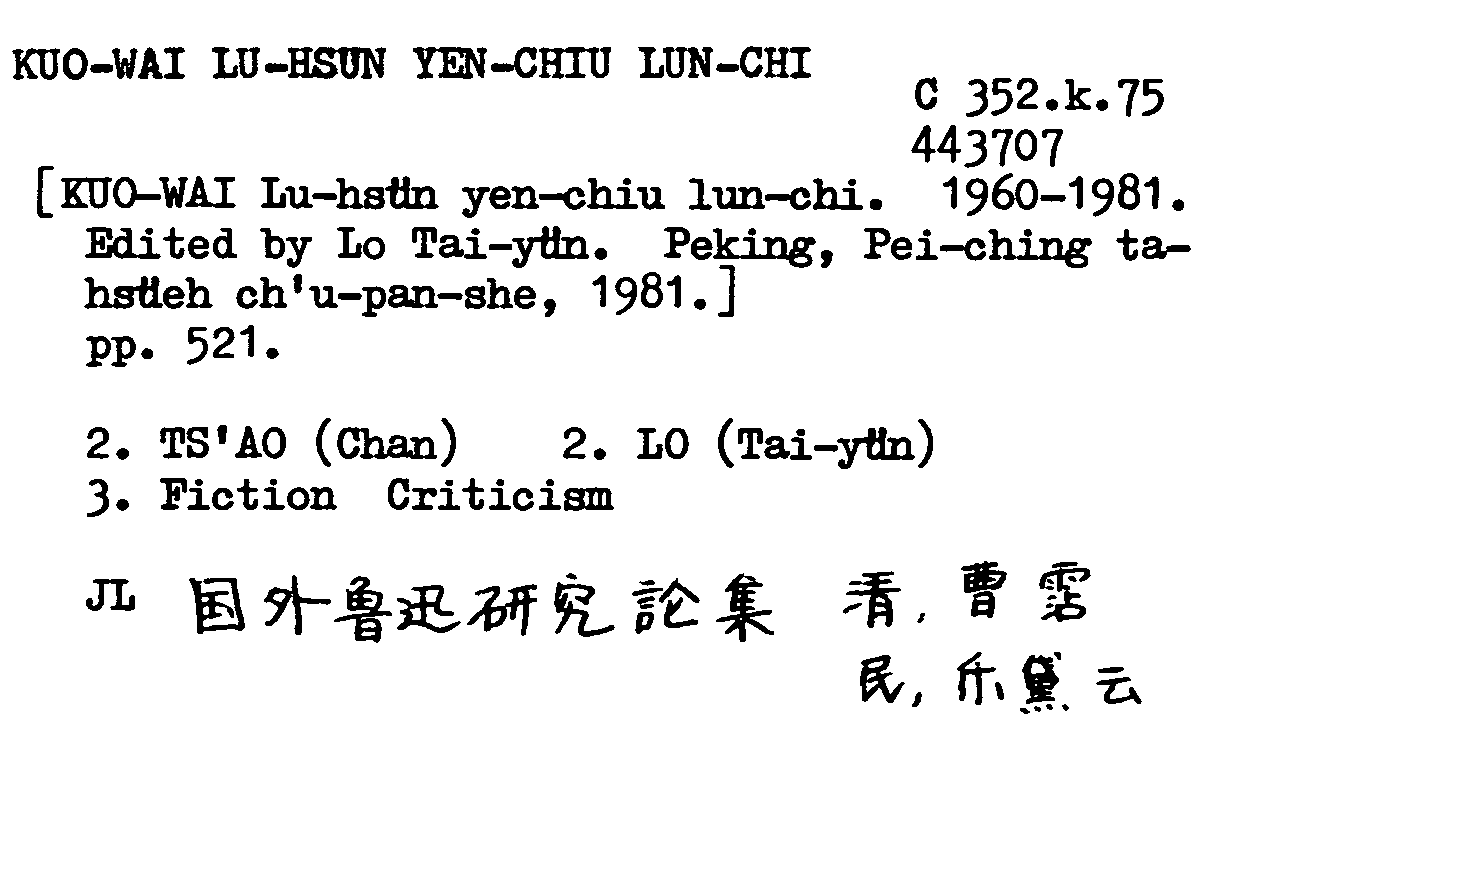 KUO-WAI LU-HSUN YEN-CHIU LUN-CHI
C 352.k.75
443707
[KUO-WAI Lu-hsün yen-chiu lun-chi. 1960-1981.
Edited by Lo Tai-yün. Peking, Pei-ching ta-
hsüeh ch'u-pan-she, 1981.]
pp. 521.
2. TS'AO (Chan) 2. LO (Tai-yün)
3. Fiction Criticism
JL 国外鲁迅研究論集 清, 曹霑
民, 乐黛云